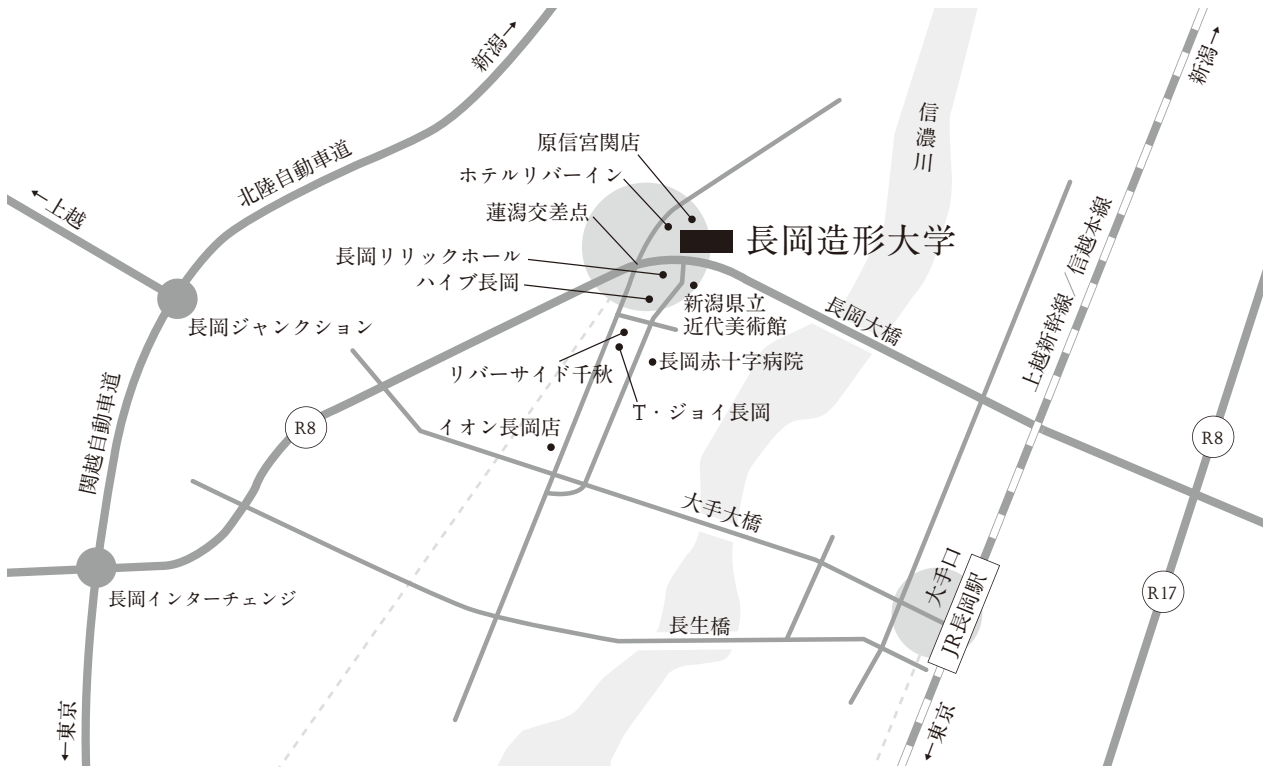 新潟→
新潟→
信濃川
原信宮関店
北陸自動車道
ホテルリバーイン
←上越
蓮潟交差点
長岡造形大学
上越新幹線／信越本線
長岡リリックホール
ハイブ長岡
新潟県立
近代美術館
長岡大橋
長岡ジャンクション
長岡赤十字病院
リバーサイド千秋
T・ジョイ長岡
関越自動車道
R8
イオン長岡店
R8
大手大橋
大手口
R17
長岡インターチェンジ
JR長岡駅
長生橋
←東京
←東京